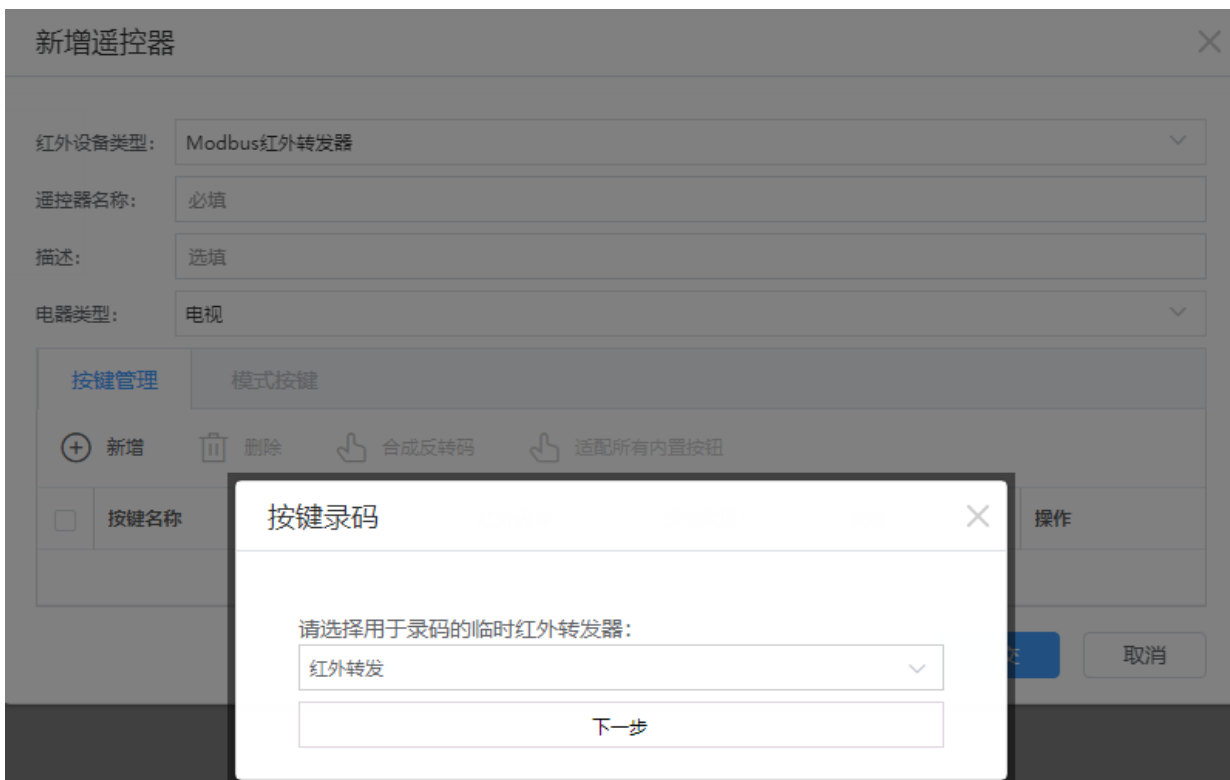 新增遥控器
红外设备类型: Modbus红外转发器
遥控器名称: 必填
描述: 选填
电器类型: 电视
按键管理 模式按键
新增 删除 合成反转码 适配所有内置按钮
按键名称 操作
按键录码
请选择用于录码的临时红外转发器:
红外转发
取消
下一步